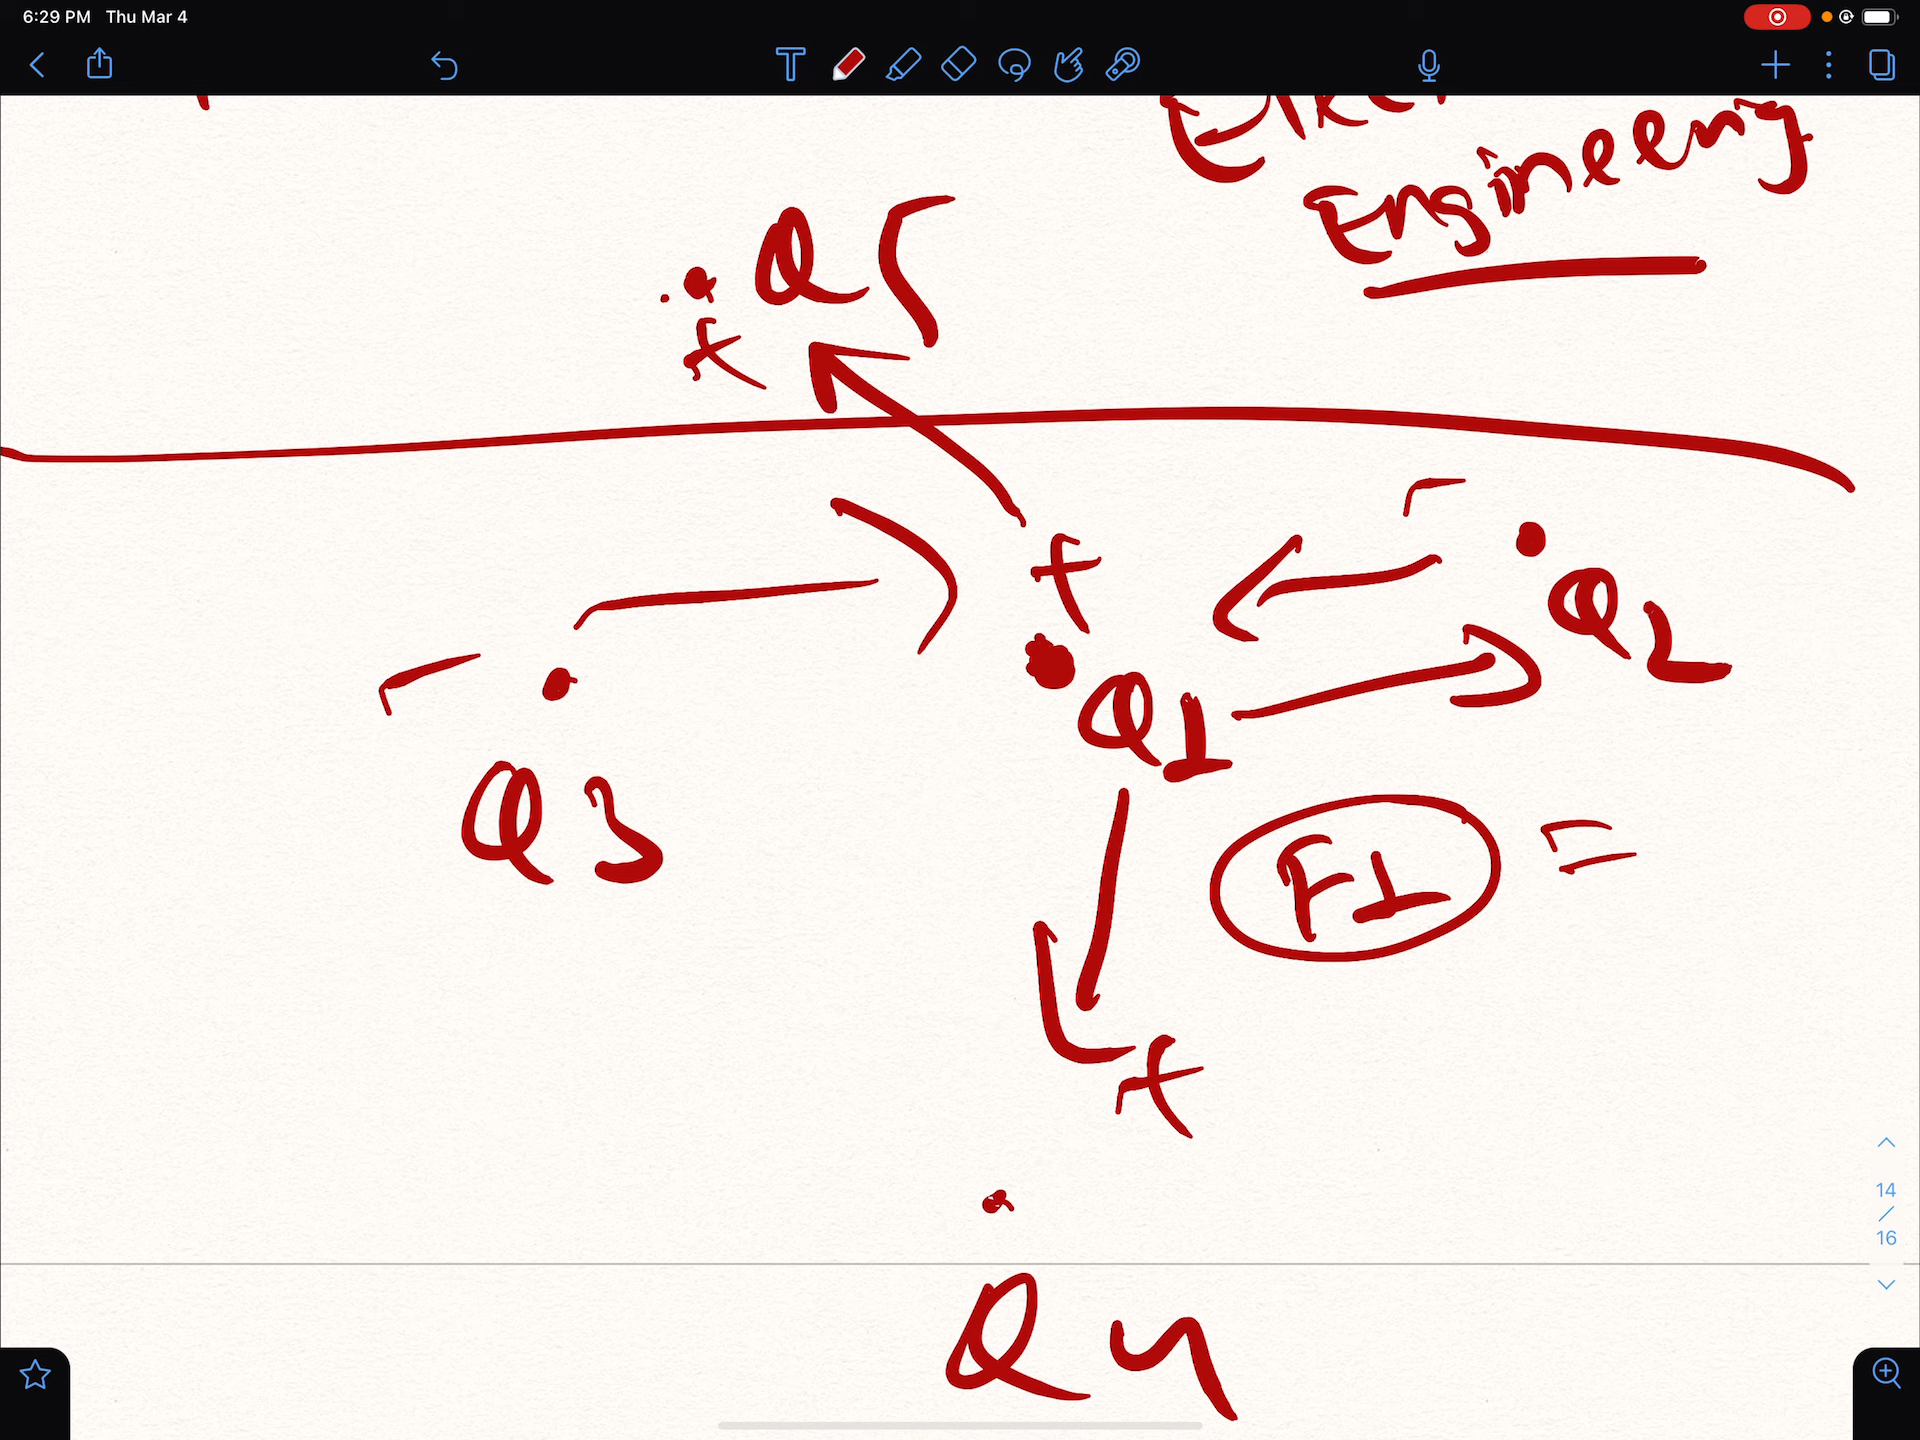 6:29 PM Thu Mar 4
Engineering
Q5
+
+
-
Q2
-
Q1
Q3
F1 =
+
14
/
16
Q4